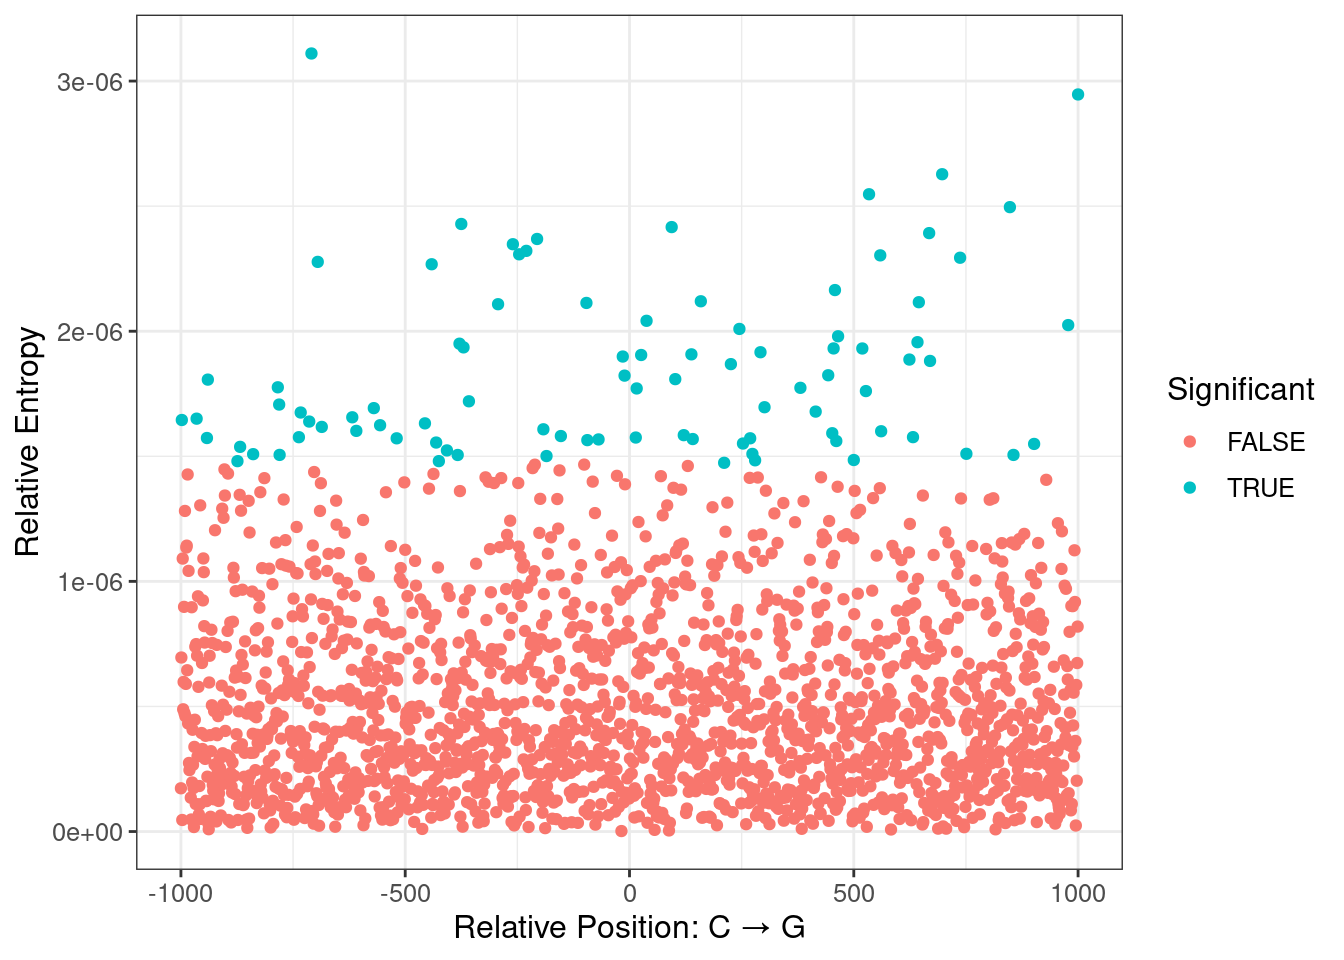 3e-06
2e-06
1e-06
0e+00
Relative Entropy
-1000
-500
0
500
1000
Relative Position: C → G
Significant
FALSE
TRUE